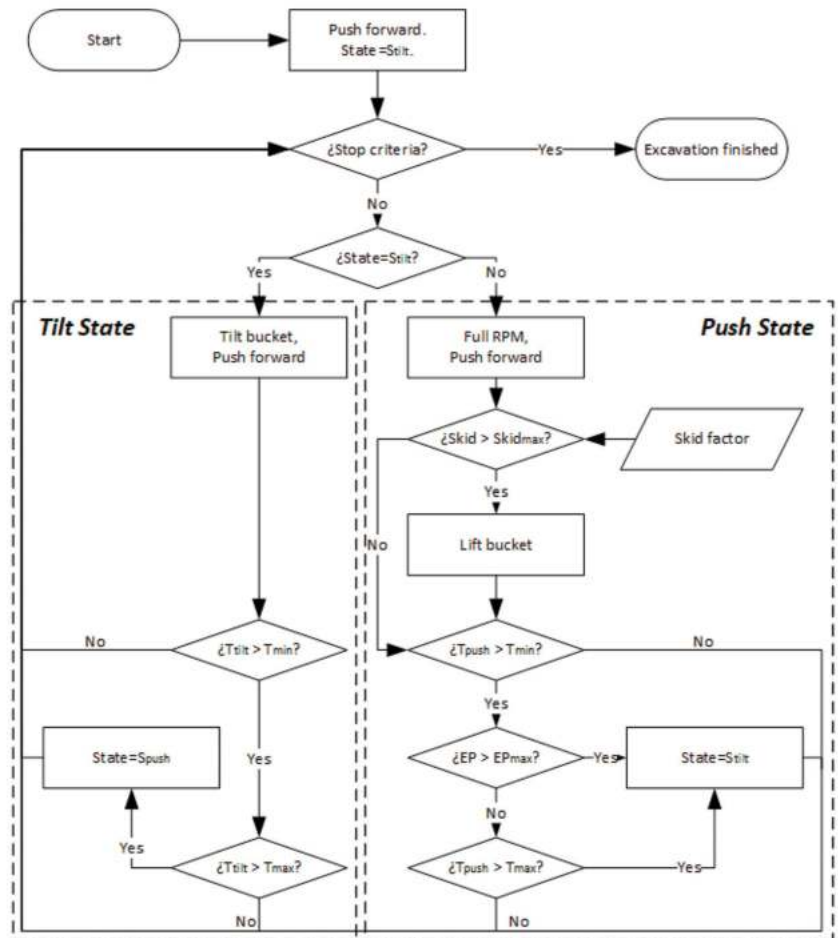 Start
Push forward.
State=Stilt.
¿Stop criteria?
Yes
Excavation finished
No
¿State=Stilt?
Yes
No
Tilt State
Tilt bucket,
Push forward
Full RPM,
Push forward
Push State
¿Skid > Skidmax?
Skid factor
Yes
No
Lift bucket
No
¿Ttilt > Tmin?
¿Tpush > Tmin?
No
Yes
State=Spush
Yes
¿EP > EPmax?
Yes
State=Stilt
No
Yes
¿Ttilt > Tmax?
¿Tpush > Tmax?
Yes
No
No